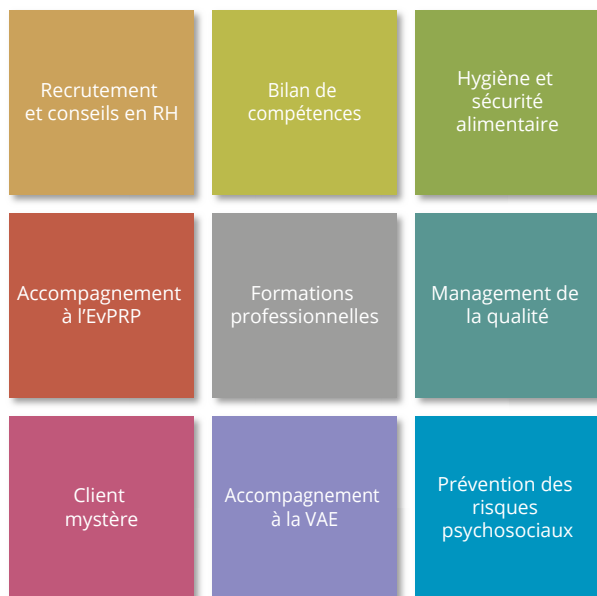 Recrutement
et conseils en RH
Bilan de
compétences
Hygiène et
sécurité
alimentaire
Accompagnement
à l'EvPRP
Formations
professionnelles
Management de
la qualité
Client
mystère
Accompagnement
à la VAE
Prévention des
risques
psychosociaux